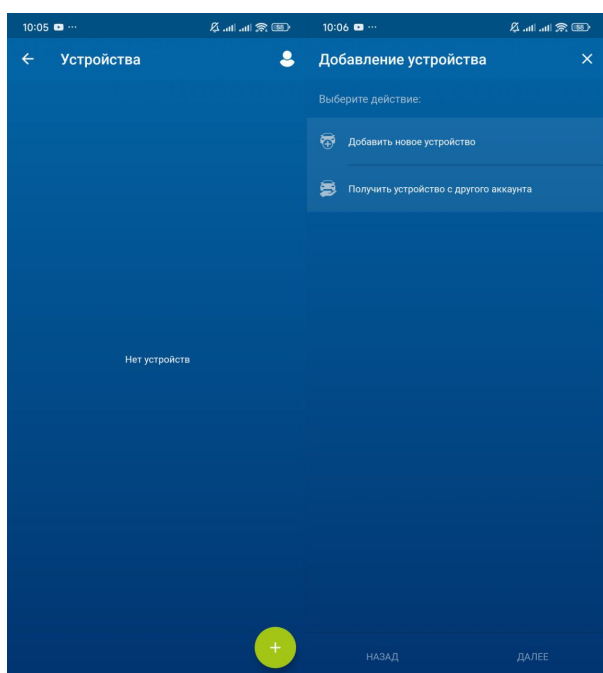 10:05
Устройства
Нет устройств
+
10:06
Добавление устройства
Выберите действие:
Добавить новое устройство
Получить устройство с другого аккаунта
НАЗАД
ДАЛЕЕ